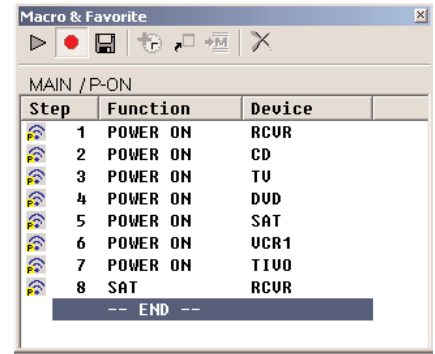 Macro & Favorite
MAIN / P-ON
Step Function Device
1 POWER ON RCVR
2 POWER ON CD
3 POWER ON TV
4 POWER ON DVD
5 POWER ON SAT
6 POWER ON VCR1
7 POWER ON TIVO
8 SAT RCVR
-- END --